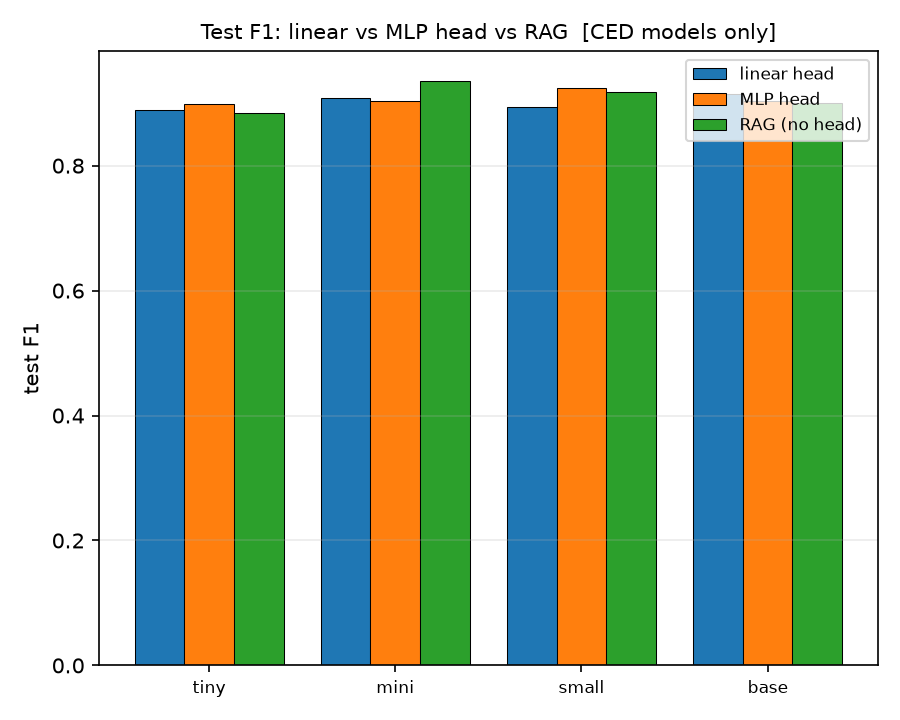 Test F1: linear vs MLP head vs RAG  [CED models only]
linear head
MLP head
RAG (no head)
test F1
0.8
0.6
0.4
0.2
0.0
tiny
mini
small
base